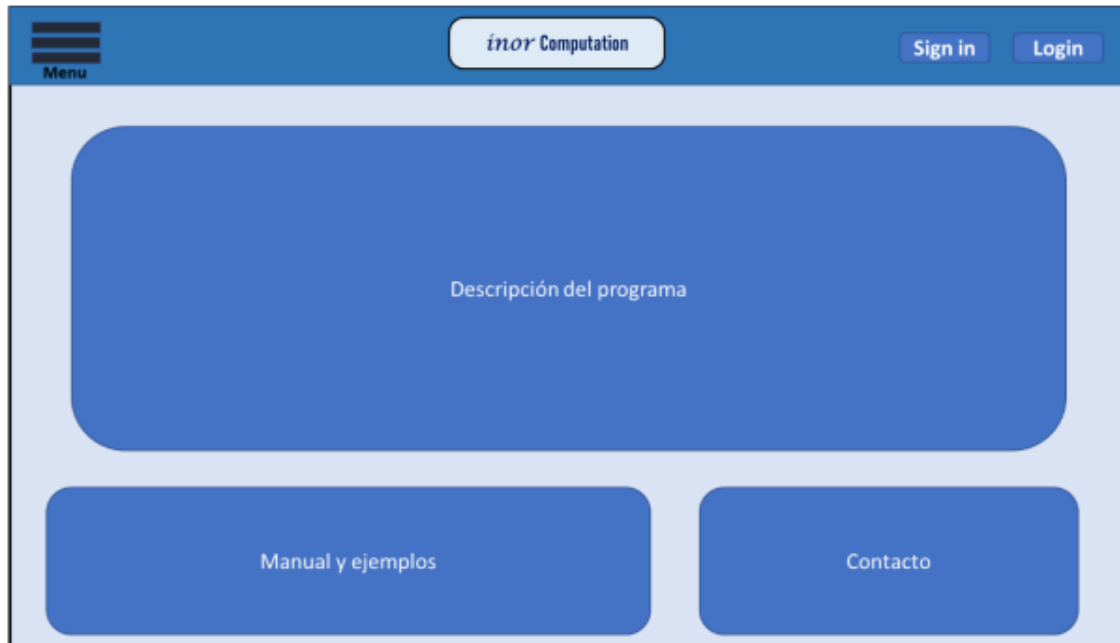 Menu
ínor Computation
Sign in
Login
Descripción del programa
Manual y ejemplos
Contacto